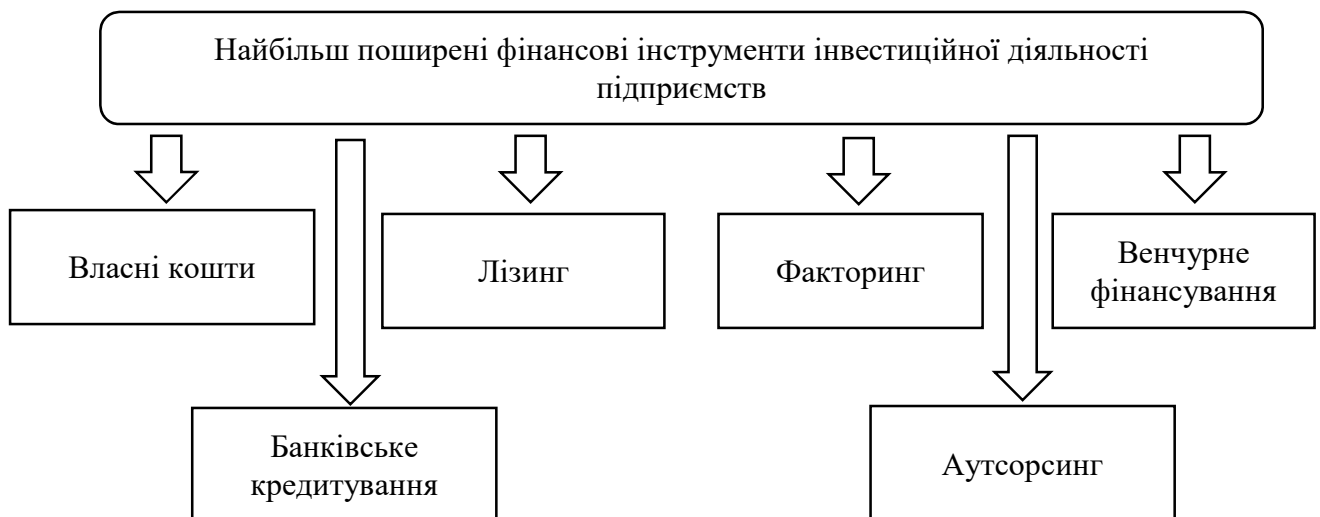 Найбільш поширені фінансові інструменти інвестиційної діяльності
підприємств
Власні кошти
Лізинг
Факторинг
Венчурне
фінансування
Банківське
кредитування
Аутсорсинг